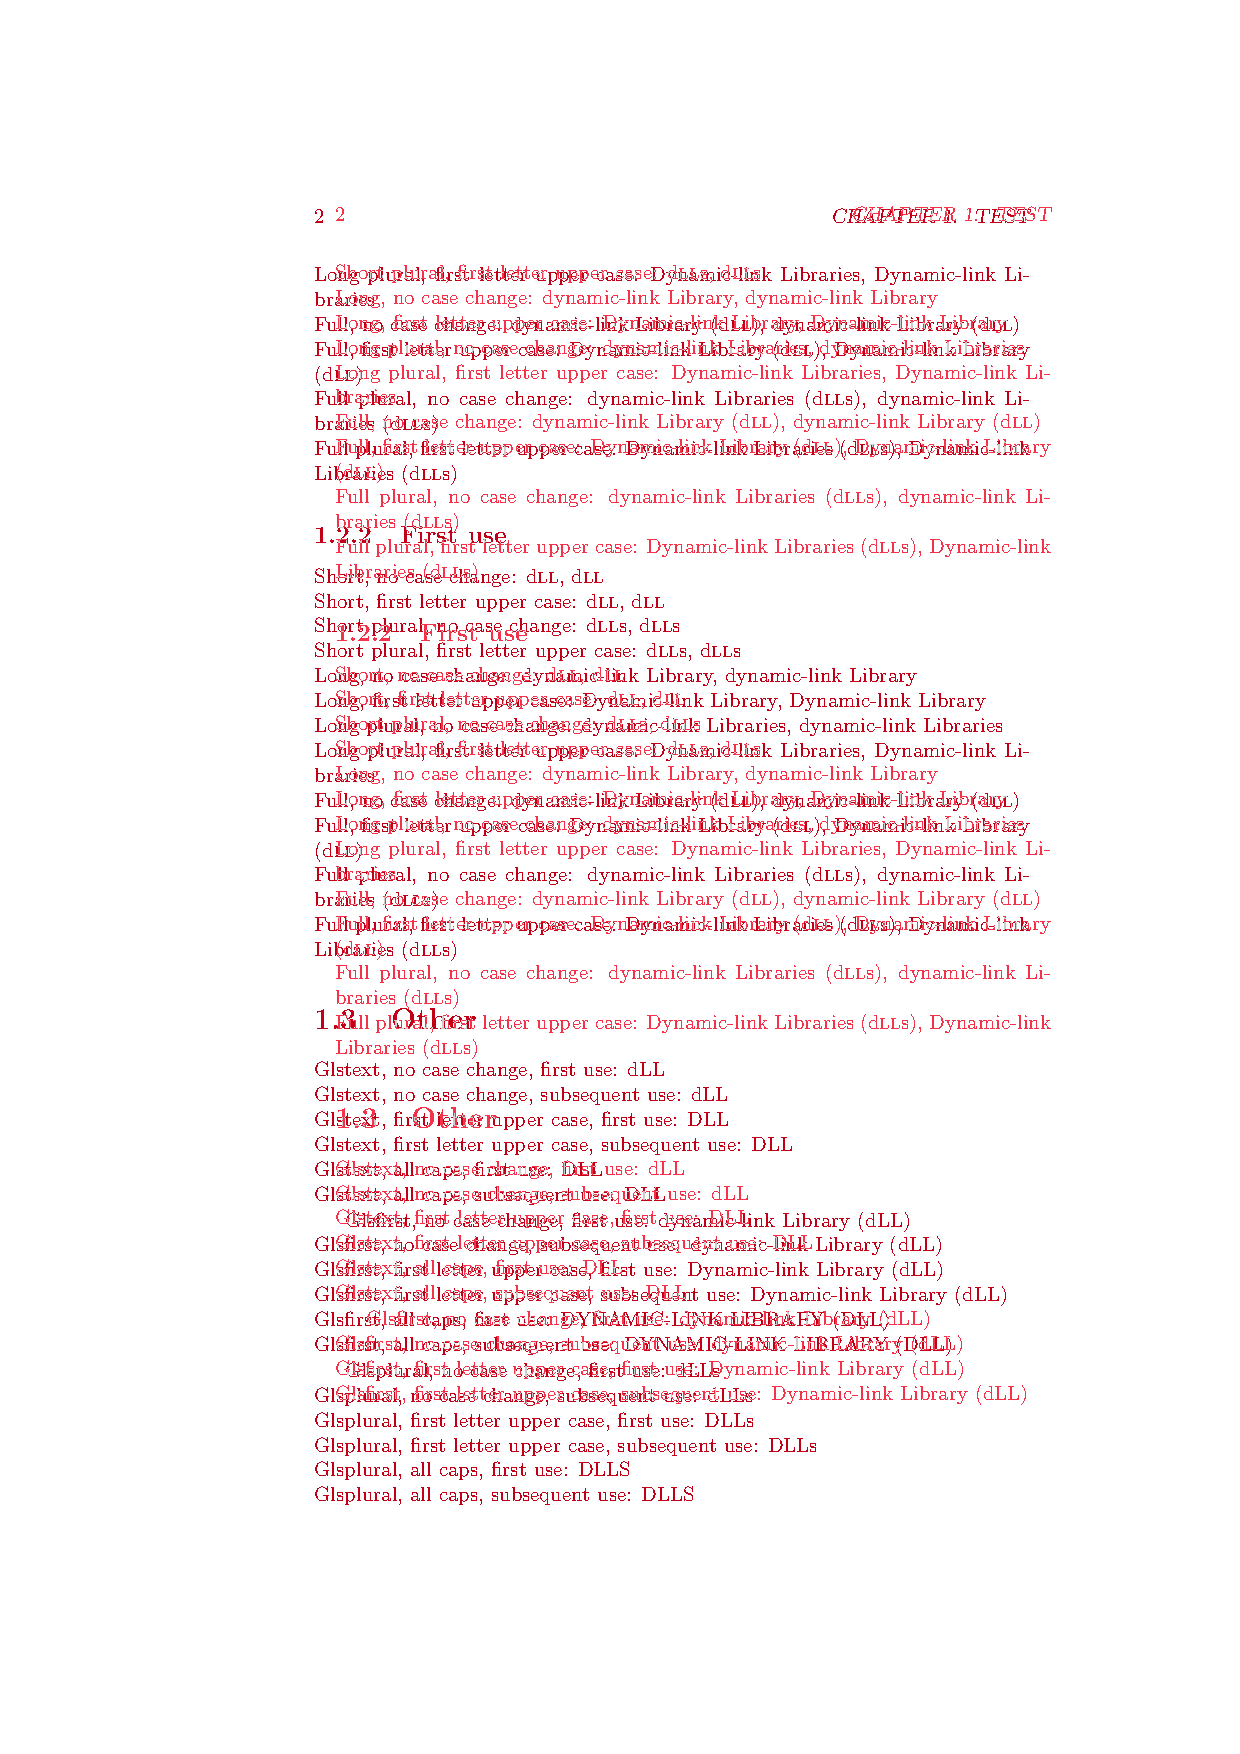 2 CHAPTER 1. TEST
2 CHAPTER 1. TEST
Short plural, first letter upper case: dLLs, dLLs
Long plural, first letter upper case: Dynamic-link Libraries, Dynamic-link Li-
Long, no case change: dynamic-link Library, dynamic-link Library
braries
Long, first letter upper case: Dynamic-link Library, Dynamic-link Library
Full, no case change: dynamic-link Library (dLL), dynamic-link Library (dLL)
Long plural, no case change: dynamic-link Libraries, dynamic-link Libraries
Full, first letter upper case: Dynamic-link Library (dLL), Dynamic-link Library
Long plural, first letter upper case: Dynamic-link Libraries, Dynamic-link Li-
(dLL)
braries
Full plural, no case change: dynamic-link Libraries (dLLs), dynamic-link Li-
Full, no case change: dynamic-link Library (dLL), dynamic-link Library (dLL)
braries (dLLs)
Full, first letter upper case: Dynamic-link Library (dLL), Dynamic-link Library
Full plural, first letter upper case: Dynamic-link Libraries (dLLs), Dynamic-link
(dLL)
Libraries (dLLs)
Full plural, no case change: dynamic-link Libraries (dLLs), dynamic-link Li-
braries (dLLs)
1.2.2 First use
Full plural, first letter upper case: Dynamic-link Libraries (dLLs), Dynamic-link
Libraries (dLLs)
Short, no case change: dLL, dLL
Short, first letter upper case: dLL, dLL
Short plural, no case change: dLLs, dLLs
1.2.2 First use
Short plural, first letter upper case: dLLs, dLLs
Short, no case change: dLL, dLL
Long, no case change: dynamic-link Library, dynamic-link Library
Short, first letter upper case: dLL, dLL
Long, first letter upper case: Dynamic-link Library, Dynamic-link Library
Short plural, no case change: dLLs, dLLs
Long plural, no case change: dynamic-link Libraries, dynamic-link Libraries
Short plural, first letter upper case: dLLs, dLLs
Long plural, first letter upper case: Dynamic-link Libraries, Dynamic-link Li-
Long, no case change: dynamic-link Library, dynamic-link Library
braries
Long, first letter upper case: Dynamic-link Library, Dynamic-link Library
Full, no case change: dynamic-link Library (dLL), dynamic-link Library (dLL)
Long plural, no case change: dynamic-link Libraries, dynamic-link Libraries
Full, first letter upper case: Dynamic-link Library (dLL), Dynamic-link Library
Long plural, first letter upper case: Dynamic-link Libraries, Dynamic-link Li-
(dLL)
braries
Full plural, no case change: dynamic-link Libraries (dLLs), dynamic-link Li-
Full, no case change: dynamic-link Library (dLL), dynamic-link Library (dLL)
braries (dLLs)
Full, first letter upper case: Dynamic-link Library (dLL), Dynamic-link Library
Full plural, first letter upper case: Dynamic-link Libraries (dLLs), Dynamic-link
(dLL)
Libraries (dLLs)
Full plural, no case change: dynamic-link Libraries (dLLs), dynamic-link Li-
braries (dLLs)
1.3 Other
Full plural, first letter upper case: Dynamic-link Libraries (dLLs), Dynamic-link
Libraries (dLLs)
Glstext, no case change, first use: dLL
Glstext, no case change, subsequent use: dLL
1.3 Other
Glstext, first letter upper case, first use: DLL
Glstext, first letter upper case, subsequent use: DLL
Glstext, no case change, first use: dLL
Glstext, all caps, first use: DLL
Glstext, no case change, subsequent use: dLL
Glstext, all caps, subsequent use: DLL
Glstext, first letter upper case, first use: DLL
Glsfirst, no case change, first use: dynamic-link Library (dLL)
Glstext, first letter upper case, subsequent use: DLL
Glsfirst, no case change, subsequent use: dynamic-link Library (dLL)
Glstext, all caps, first use: DLL
Glsfirst, first letter upper case, first use: Dynamic-link Library (dLL)
Glstext, all caps, subsequent use: DLL
Glsfirst, first letter upper case, subsequent use: Dynamic-link Library (dLL)
Glsfirst, no case change, first use: dynamic-link Library (dLL)
Glsfirst, all caps, first use: DYNAMIC-LINK LIBRARY (DLL)
Glsfirst, no case change, subsequent use: dynamic-link Library (dLL)
Glsfirst, all caps, subsequent use: DYNAMIC-LINK LIBRARY (DLL)
Glsfirst, first letter upper case, first use: Dynamic-link Library (dLL)
Glsplural, no case change, first use: dLLs
Glsfirst, first letter upper case, subsequent use: Dynamic-link Library (dLL)
Glsplural, no case change, subsequent use: dLLs
Glsplural, first letter upper case, first use: DLLs
Glsplural, first letter upper case, subsequent use: DLLs
Glsplural, all caps, first use: DLLS
Glsplural, all caps, subsequent use: DLLS